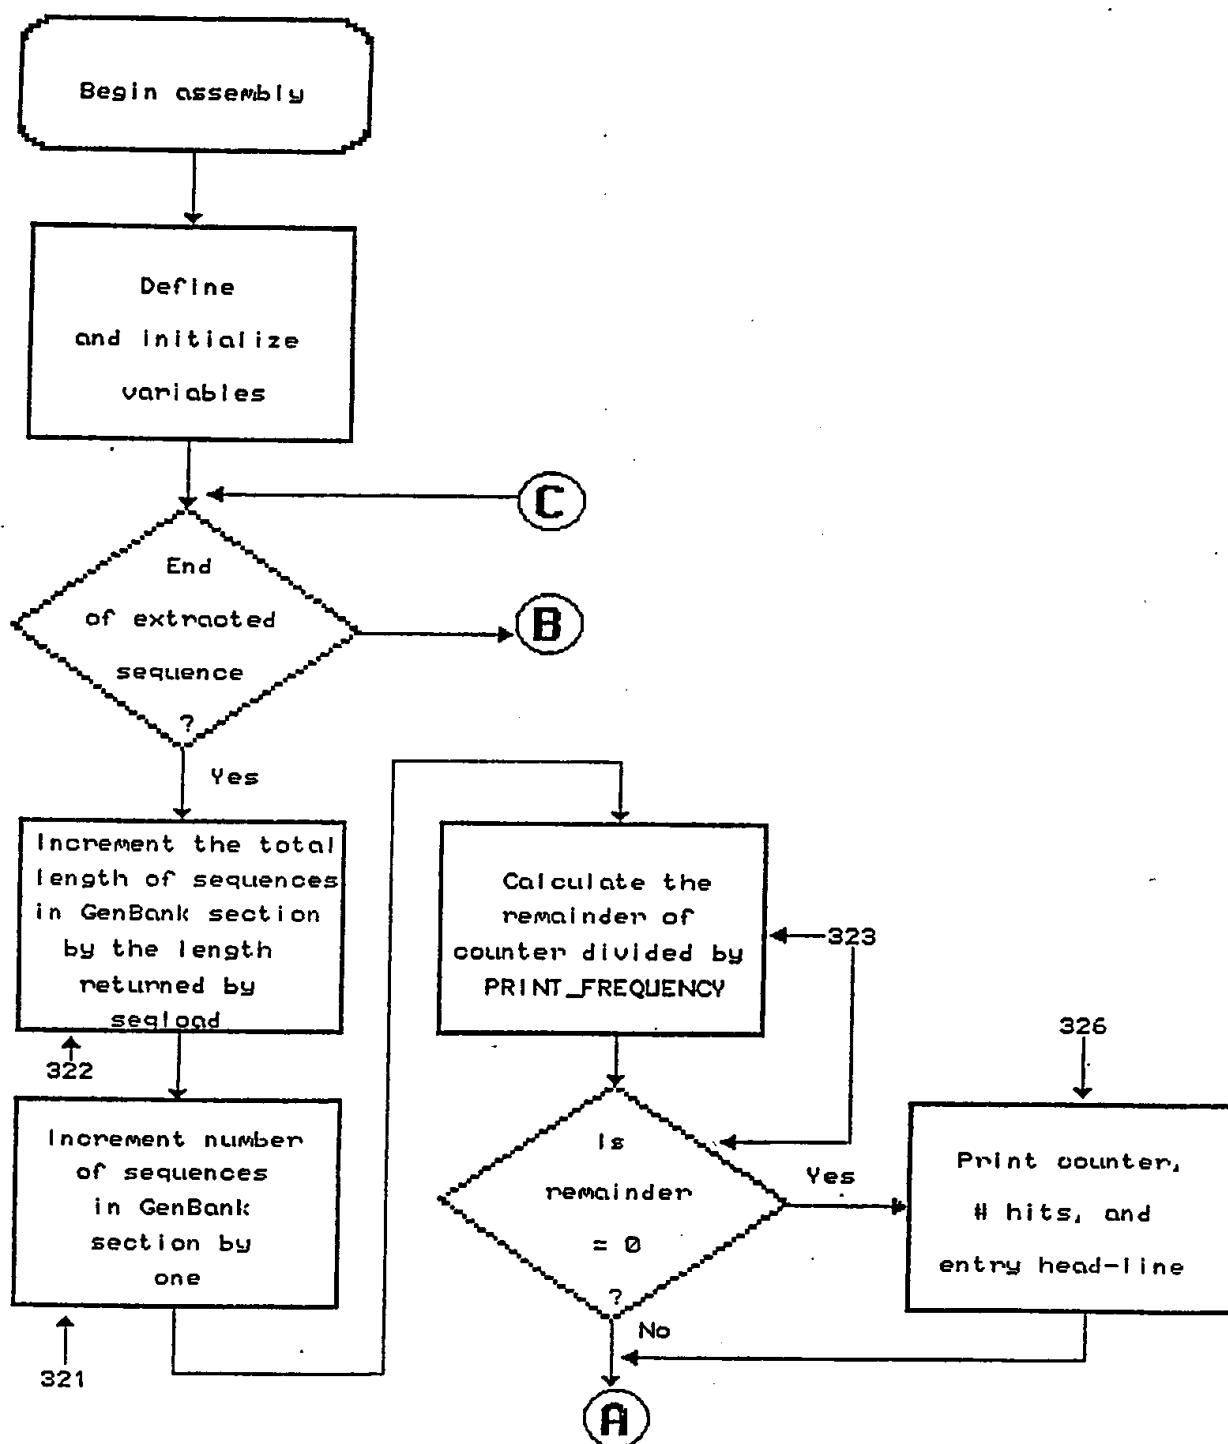 Begin assembly
Define
and initialize
variables
C
End
of extracted
sequence
?
B
Yes
Increment the total
length of sequences
in GenBank section
by the length
returned by
seqload
322
Increment number
of sequences
in GenBank
section by
one
321
Calculate the
remainder of
counter divided by
PRINT_FREQUENCY
323
Is
remainder
= 0
?
Yes
No
326
Print counter,
# hits, and
entry head-line
A